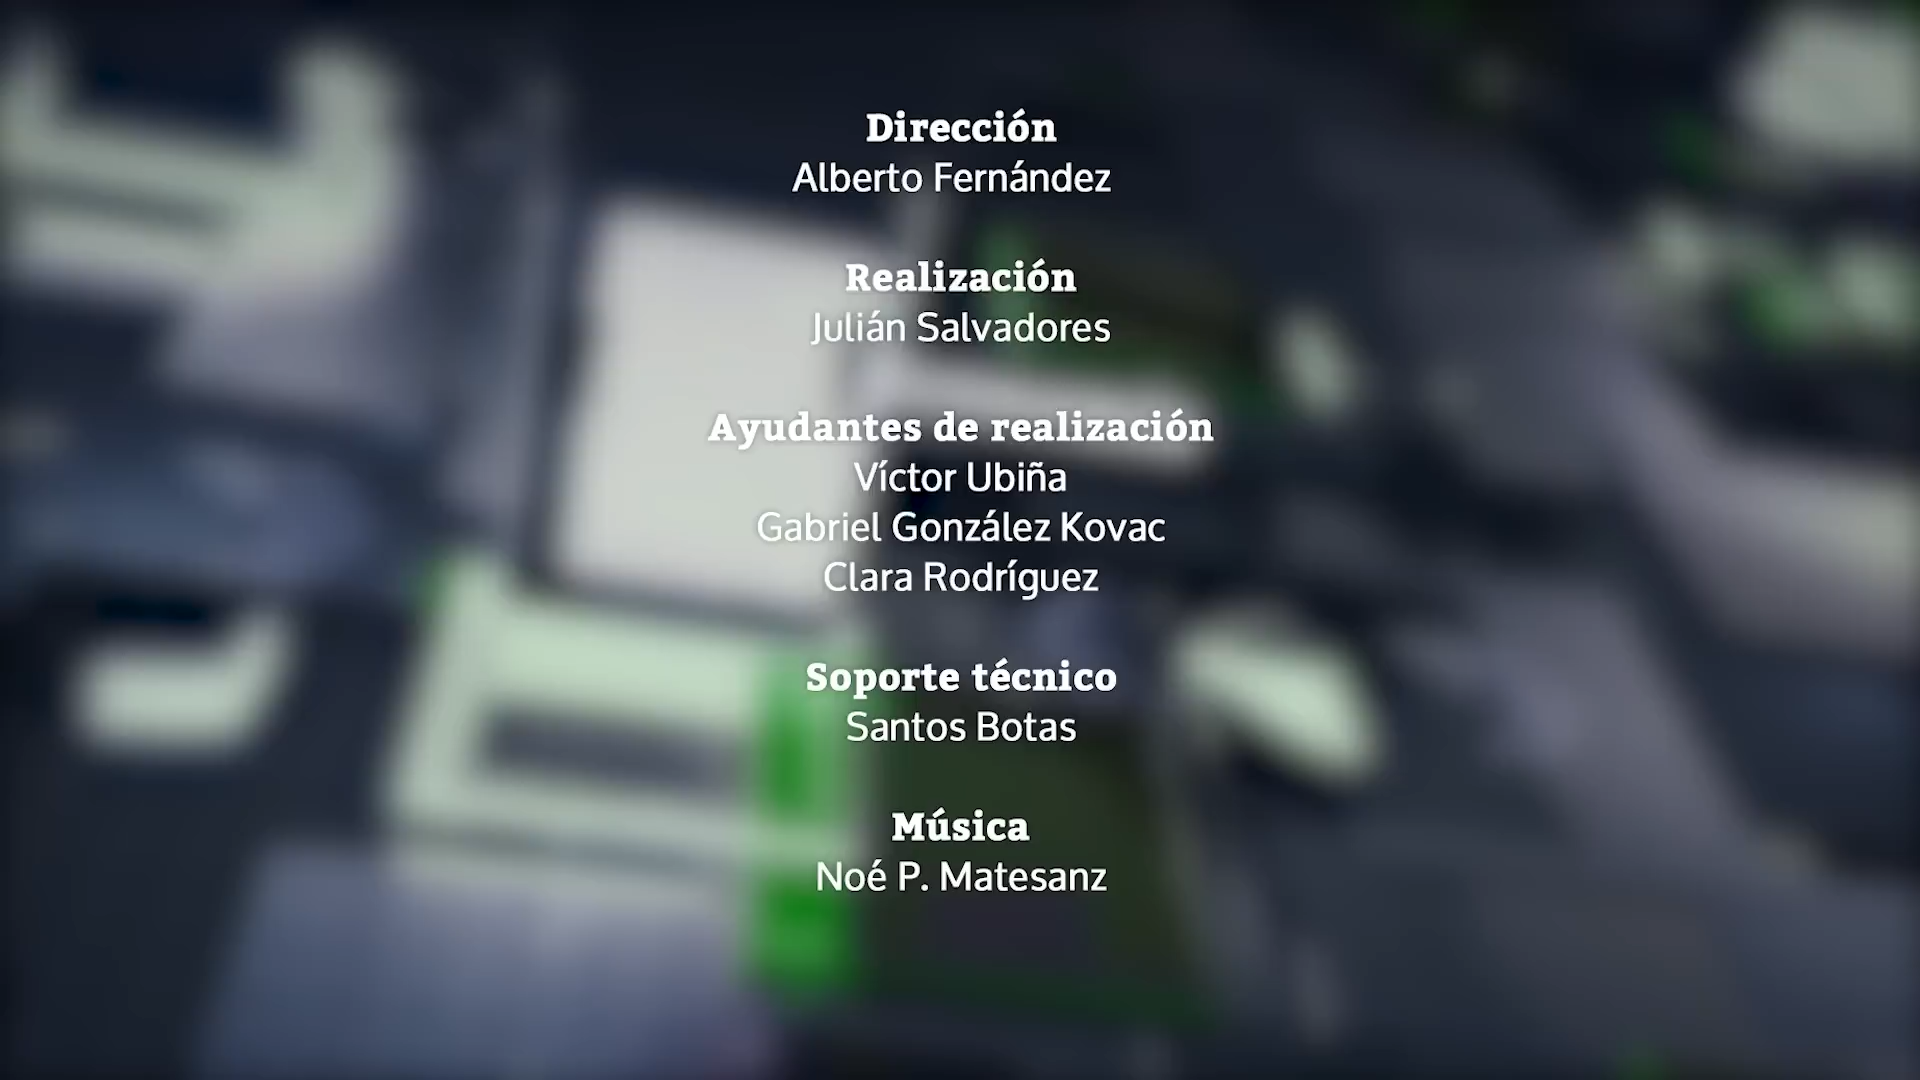 Dirección
Alberto Fernández
Realización
Julián Salvadores
Ayudantes de realización
Víctor Ubiña
Gabriel González Kovac
Clara Rodríguez
Soporte técnico
Santos Botas
Música
Noé P. Matesanz